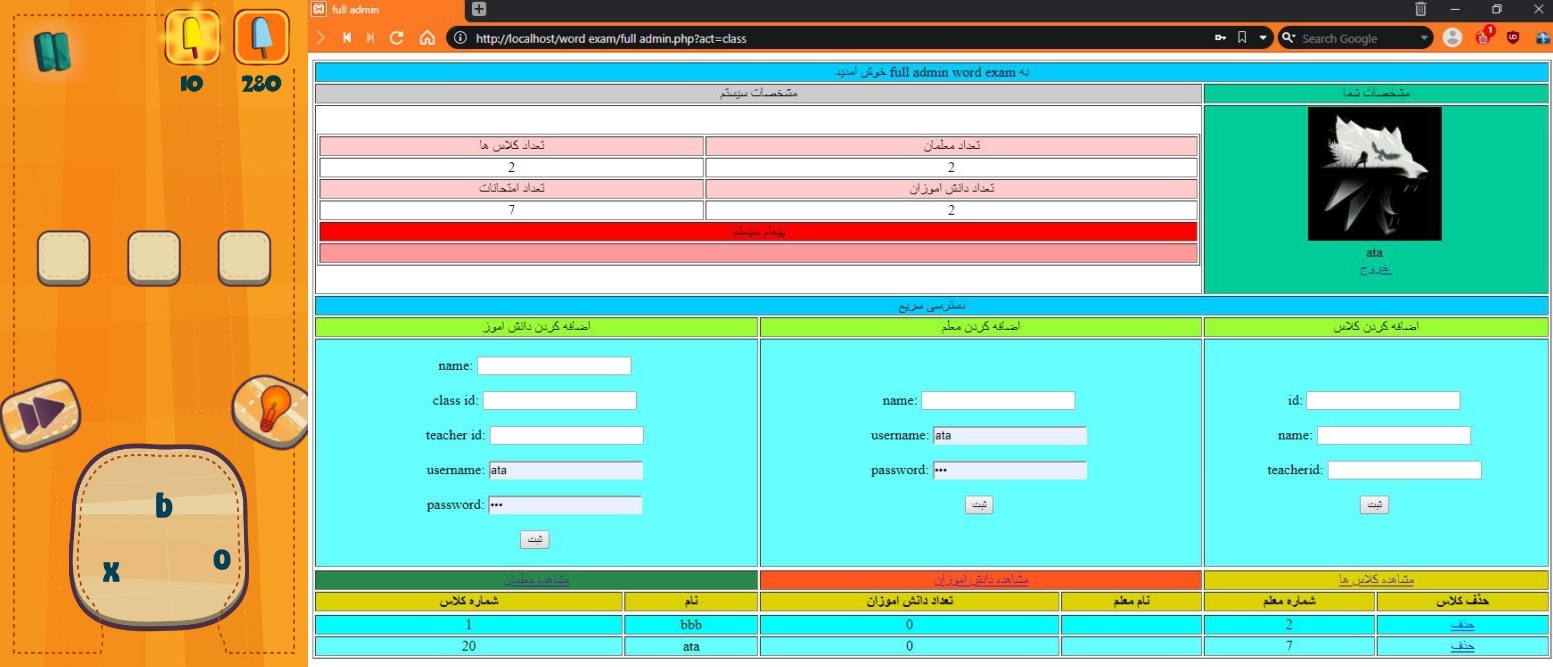 10 280
b
x o
full admin
http://localhost/word exam/full admin.php?act=class
Search Google
1
به full admin word exam خوش امدید
مشخصات سیستم
مشخصات شما
تعداد کلاس ها
تعداد معلمان
2
2
تعداد امتحانات
تعداد دانش اموزان
7
2
پیغام سیستم
ata
خروج
دسترسی سریع
اضافه کردن دانش اموز
اضافه کردن معلم
اضافه کردن کلاس
name:
class id:
teacher id:
username: ata
password: •••
ثبت
name:
username: ata
password: •••
ثبت
id:
name:
teacherid:
ثبت
مشاهده معلمان
مشاهده دانش اموزان
مشاهده کلاس ها
شماره کلاس
نام
تعداد دانش اموزان
نام معلم
شماره معلم
حذف کلاس
1 bbb 0 2 حذف
20 ata 0 7 حذف